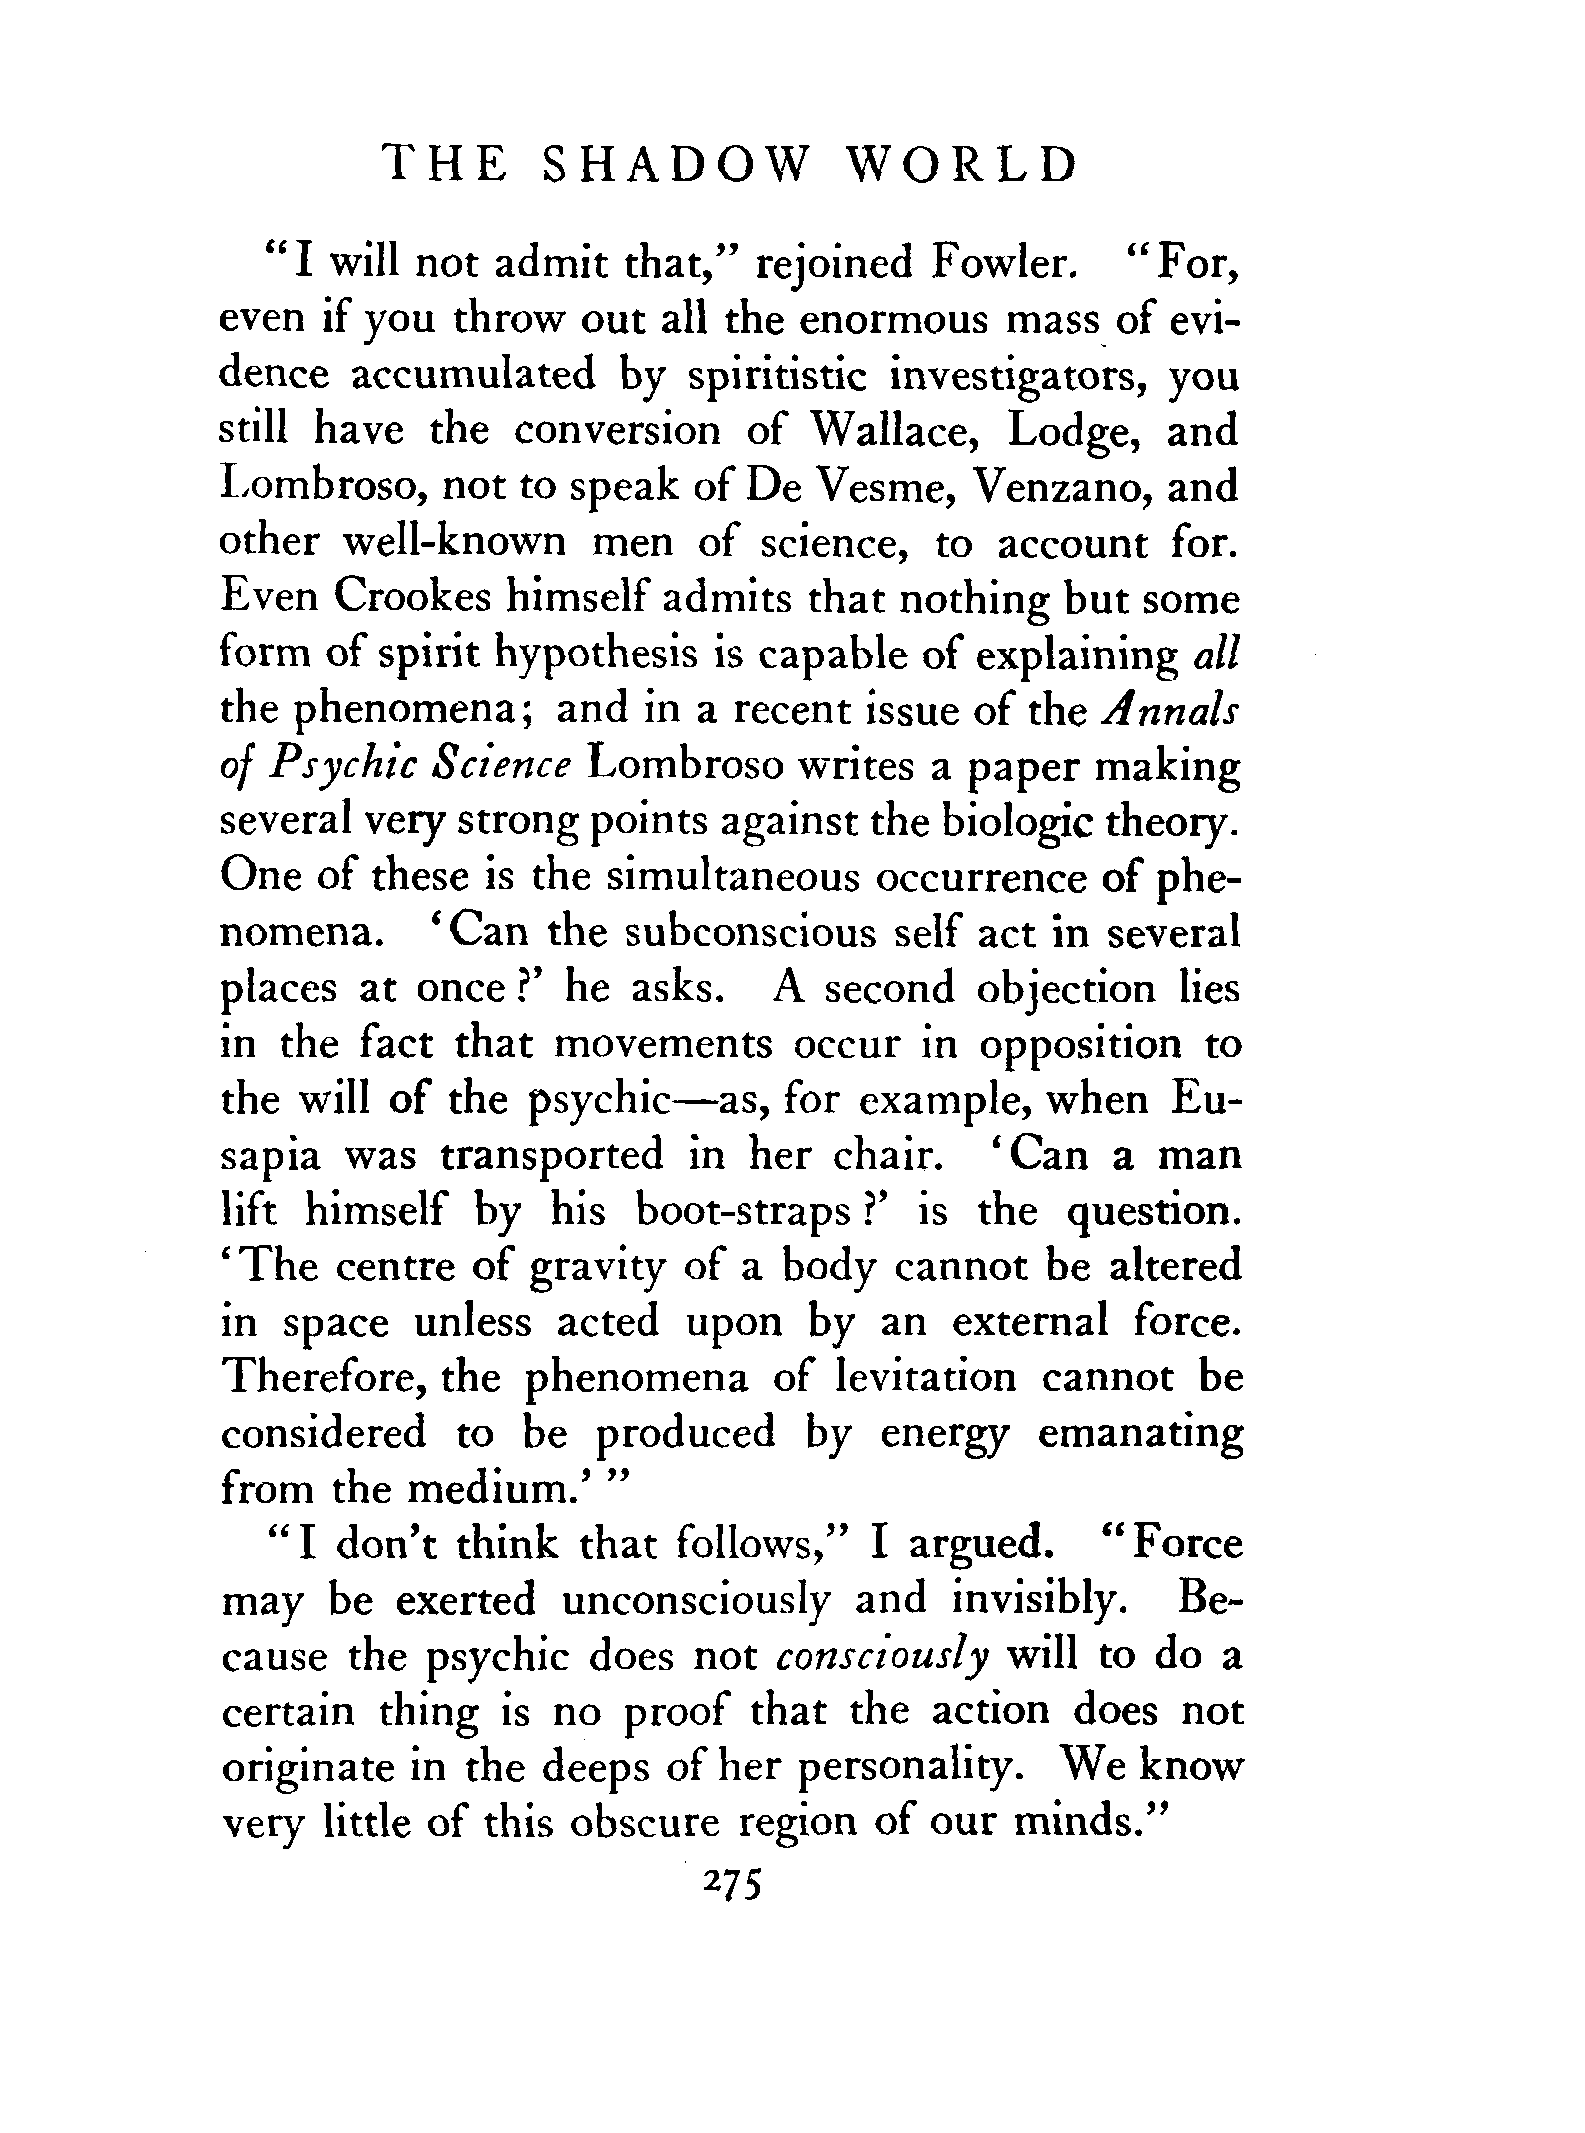 THE SHADOW WORLD
“I will not admit that,” rejoined Fowler. “For,
even if you throw out all the enormous mass of evi-
dence accumulated by spiritistic investigators, you
still have the conversion of Wallace, Lodge, and
Lombroso, not to speak of De Vesme, Venzano, and
other well-known men of science, to account for.
Even Crookes himself admits that nothing but some
form of spirit hypothesis is capable of explaining all
the phenomena; and in a recent issue of the Annals
of Psychic Science Lombroso writes a paper making
several very strong points against the biologic theory.
One of these is the simultaneous occurrence of phe-
nomena. ‘Can the subconscious self act in several
places at once?’ he asks. A second objection lies
in the fact that movements occur in opposition to
the will of the psychic—as, for example, when Eu-
sapia was transported in her chair. ‘Can a man
lift himself by his boot-straps?’ is the question.
‘The centre of gravity of a body cannot be altered
in space unless acted upon by an external force.
Therefore, the phenomena of levitation cannot be
considered to be produced by energy emanating
from the medium.’ ”
“I don’t think that follows,” I argued. “Force
may be exerted unconsciously and invisibly. Be-
cause the psychic does not consciously will to do a
certain thing is no proof that the action does not
originate in the deeps of her personality. We know
very little of this obscure region of our minds.”
275